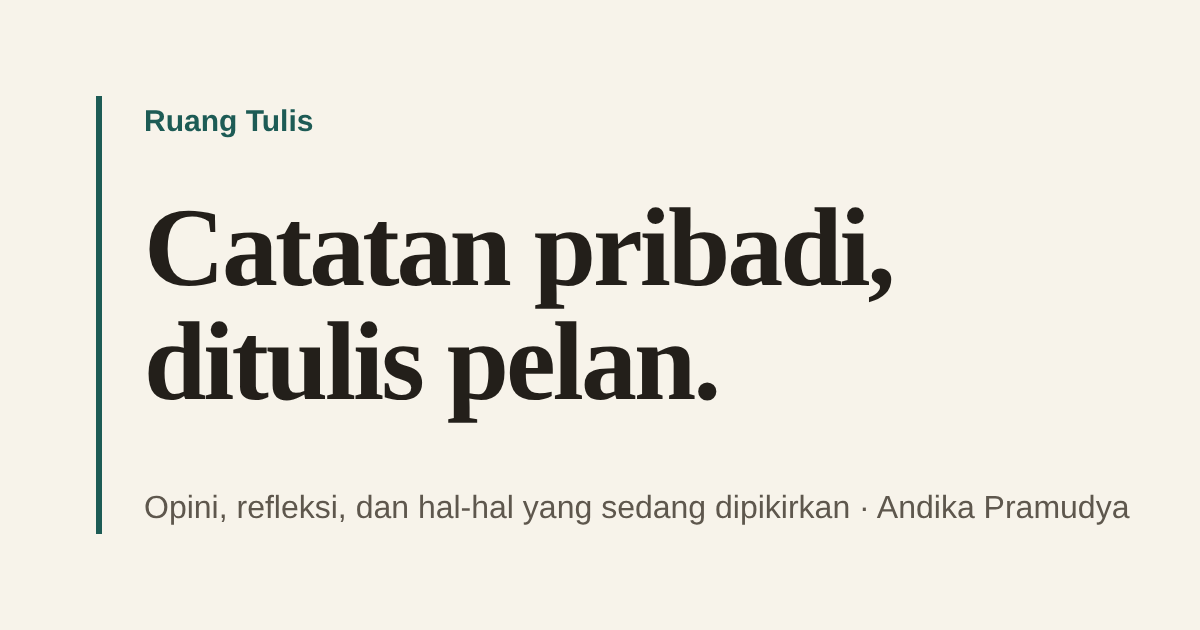 Ruang Tulis
Catatan pribadi,
ditulis pelan.
Opini, refleksi, dan hal-hal yang sedang dipikirkan · Andika Pramudya